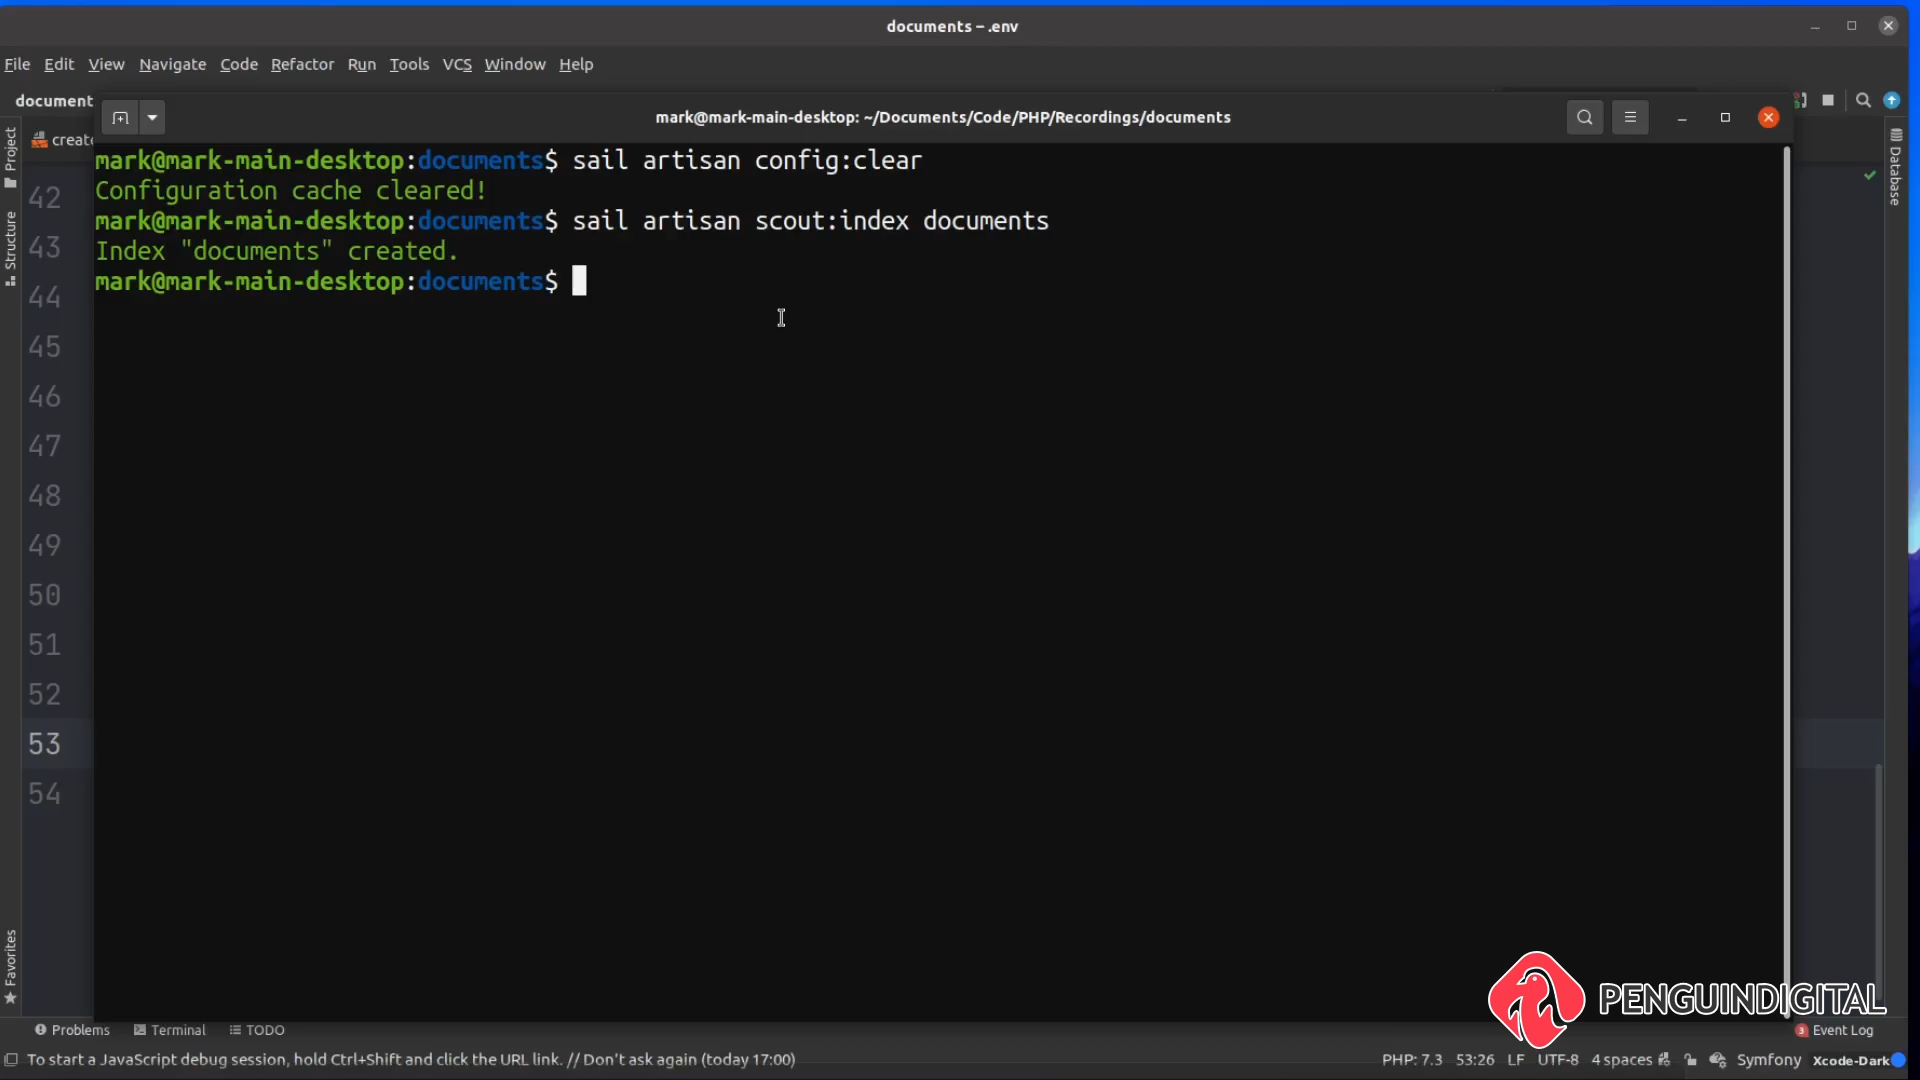 documents – .env
File Edit View Navigate Code Refactor Run Tools VCS Window Help
document
mark@mark-main-desktop: ~/Documents/Code/PHP/Recordings/documents
create
Project
Structure
Favorites
Database
mark@mark-main-desktop:documents$ sail artisan config:clear
Configuration cache cleared!
mark@mark-main-desktop:documents$ sail artisan scout:index documents
Index "documents" created.
mark@mark-main-desktop:documents$
42
43
44
45
46
47
48
49
50
51
52
53
54
PENGUINDIGITAL
Problems Terminal TODO
3 Event Log
To start a JavaScript debug session, hold Ctrl+Shift and click the URL link. // Don't ask again (today 17:00)
PHP: 7.3 53:26 LF UTF-8 4 spaces Symfony Xcode-Dark